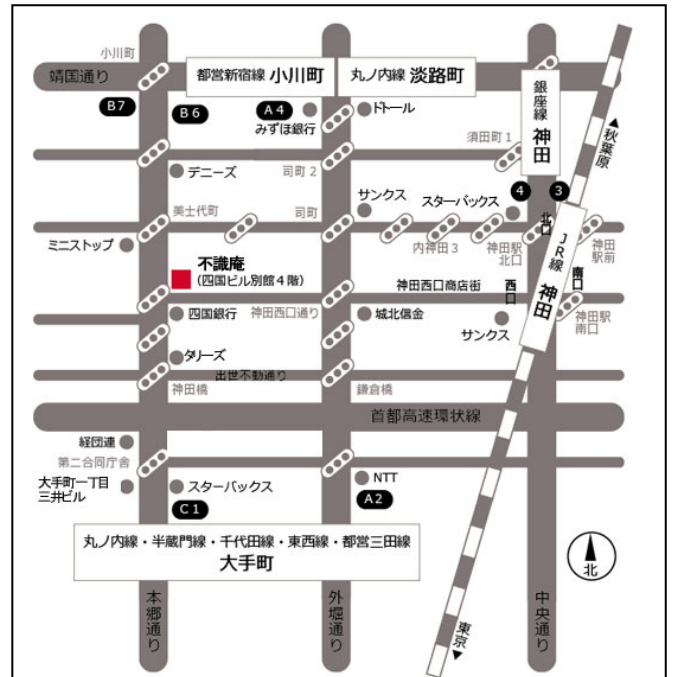 小川町
靖国通り
都営新宿線 小川町
丸ノ内線 淡路町
銀座線 神田
B7
B6
A4
みずほ銀行
ドトール
須田町1
▲秋葉原
デニーズ
司町2
美士代町
司町
サンクス
スターバックス
4
3
北口
ミニストップ
内神田3
神田駅
北口
JR線 神田
神田
駅前
不識庵
(四国ビル別館4階)
神田西口商店街
西口
南口
四国銀行
神田西口通り
城北信金
サンクス
神田駅
南口
タリーズ
出世不動通り
神田橋
鎌倉橋
首都高速環状線
経団連
第二合同庁舎
大手町一丁目
三井ビル
スターバックス
NTT
C1
A2
丸ノ内線・半蔵門線・千代田線・東西線・都営三田線
大手町
北
本郷通り
外堀通り
中央通り
東京▼